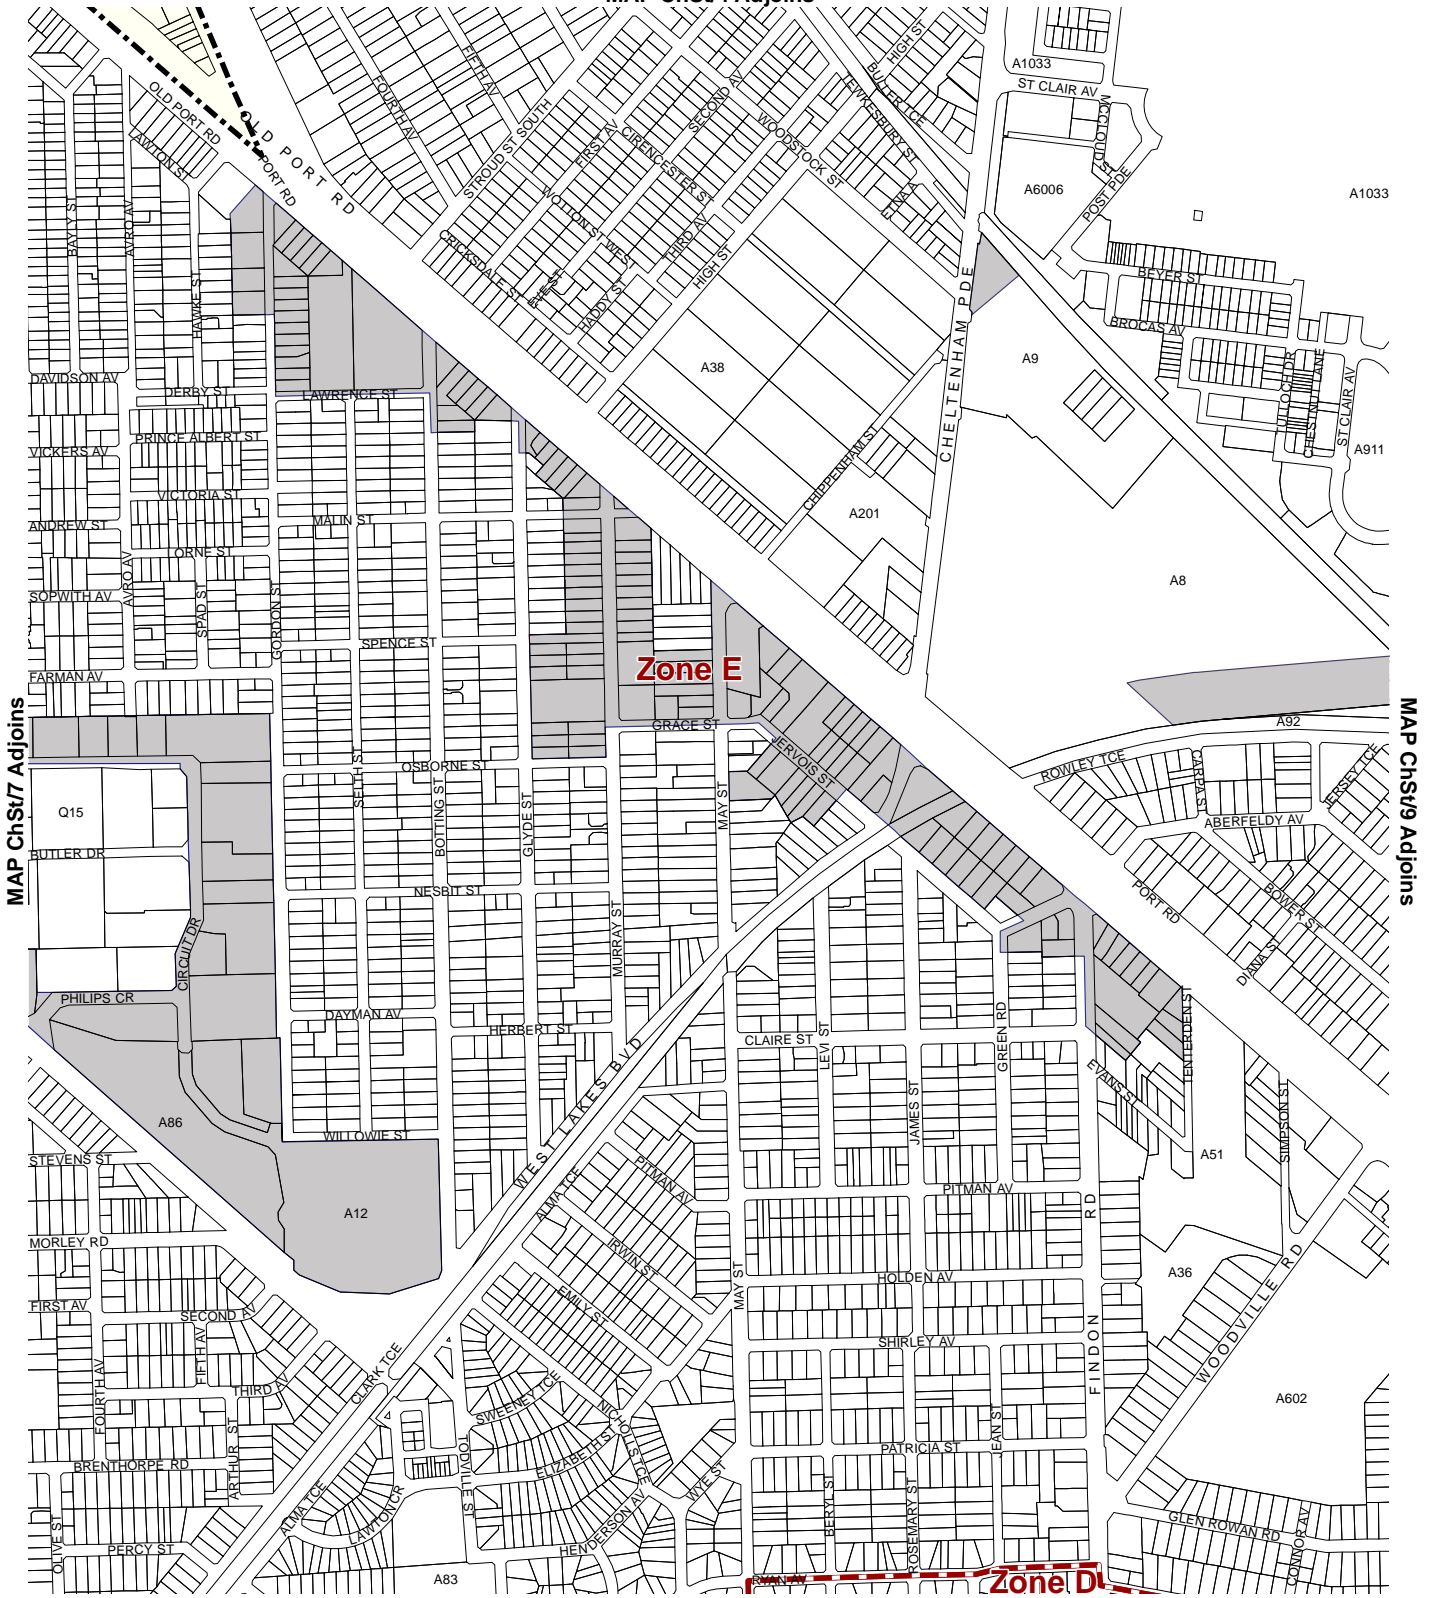 HIGH ST
A1033
ST CLAIR AV
FIFTH AV
FOURTH AV
SECOND AV
TEWKESBURY ST
BUTLER TCE
OLD PORT RD
OLD PORT RD
PORT RD
STROUD ST SOUTH
FIRST AV
CIRENCESTER ST
WOODSTOCK ST
MCCLOUD ST
POST PDE
A6006
A1033
BAY ST
AVRO AV
ETNA A
WOTTON ST WEST
THIRD AV
HIGH ST
CRICKSDALE ST
EVE ST
HADDY ST
HAWKE ST
BEYER ST
BROCAS AV
CHELTENHAM PDE
A38
A9
CHESTNUT LANE
ST CLAIR AV
DAVIDSON AV
DERBY ST
LAWRENCE ST
PRINCE ALBERT ST
VICKERS AV
A911
CHIPPENHAM ST
VICTORIA ST
A201
ANDREW ST
MALIN ST
LORNE ST
AVRO AV
SPAD ST
GORDON ST
SOPWITH AV
A8
SPENCE ST
Zone E
FARMAN AV
MAP ChSt/7 Adjoins
MAP ChSt/9 Adjoins
GRACE ST
A92
JERVOIS ST
ROWLEY TCE
CARPA S
JERSEY TCE
OSBORNE ST
SELTH ST
BOTTING ST
GLYDE ST
MAY ST
Q15
ABERFELDY AV
BUTLER DR
NESBIT ST
PORT RD
BOWER ST
MURRAY ST
CIRCUIT DR
DIANA ST
PHILIPS CR
DAYMAN AV
HERBERT ST
CLAIRE ST
LEVI ST
GREEN RD
TENTERDEN ST
EVANS S
JAMES ST
SIMPSON ST
WEST LAKES BVD
A86
WILLOWIE ST
STEVENS ST
A51
PITMAN AV
ALMA TCE
PITMAN AV
A12
MORLEY RD
IRWIN ST
MAY ST
HOLDEN AV
A36
FINDON RD
WOODVILLE RD
FIRST AV
SECOND AV
EMILY ST
SHIRLEY AV
FIFTH AV
FOURTH AV
THIRD AV
CLARK TCE
SWEENEY TCE
NICHOLLS TCE
A602
ARTHUR ST
JEAN ST
PATRICIA ST
ELIZABETH ST
TODVILLE ST
BRENTHORPE RD
WYE ST
ALMA TCE
LAWTON CR
HENDERSON AV
BERYL ST
ROSEMARY ST
GLEN ROWAN RD
CONNOR AV
OLIVE ST
PERCY ST
A83
RYAN AV
Zone D